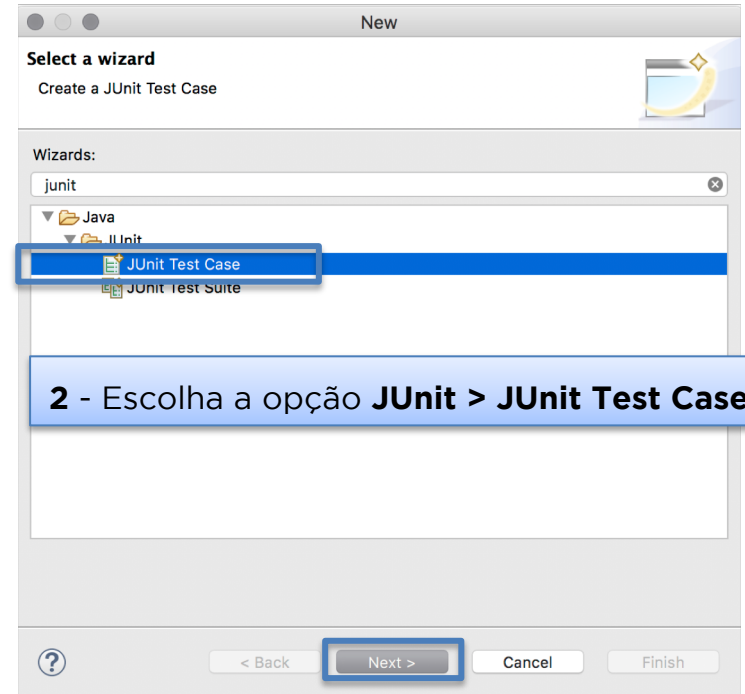 New
Select a wizard
Create a JUnit Test Case
Wizards:
junit
Java
JUnit
JUnit Test Case
JUnit Test Suite
2 - Escolha a opção JUnit > JUnit Test Case
?
< Back Next > Cancel Finish